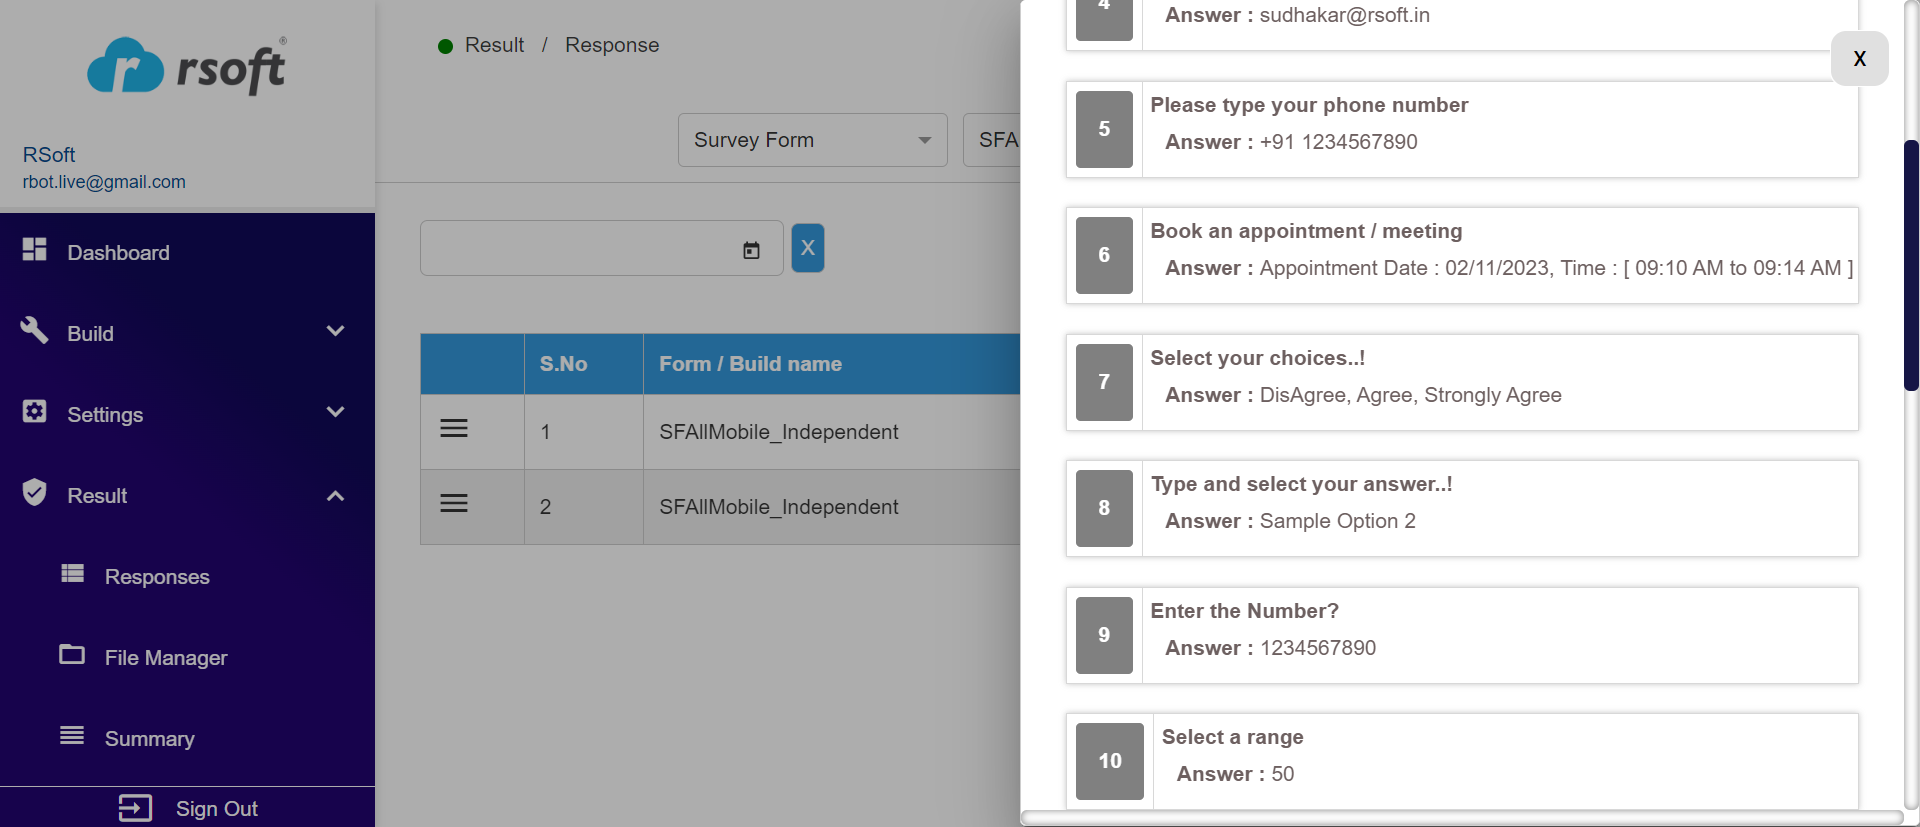 rsoft®
RSoft
rbot.live@gmail.com
Dashboard
Build
Settings
Result
Responses
File Manager
Summary
Sign Out
Result / Response
Survey Form
SFA
X
S.No Form / Build name
1 SFAllMobile_Independent
2 SFAllMobile_Independent
X
4
Answer : sudhakar@rsoft.in
5
Please type your phone number
Answer : +91 1234567890
6
Book an appointment / meeting
Answer : Appointment Date : 02/11/2023, Time : [ 09:10 AM to 09:14 AM ]
7
Select your choices..!
Answer : DisAgree, Agree, Strongly Agree
8
Type and select your answer..!
Answer : Sample Option 2
9
Enter the Number?
Answer : 1234567890
10
Select a range
Answer : 50